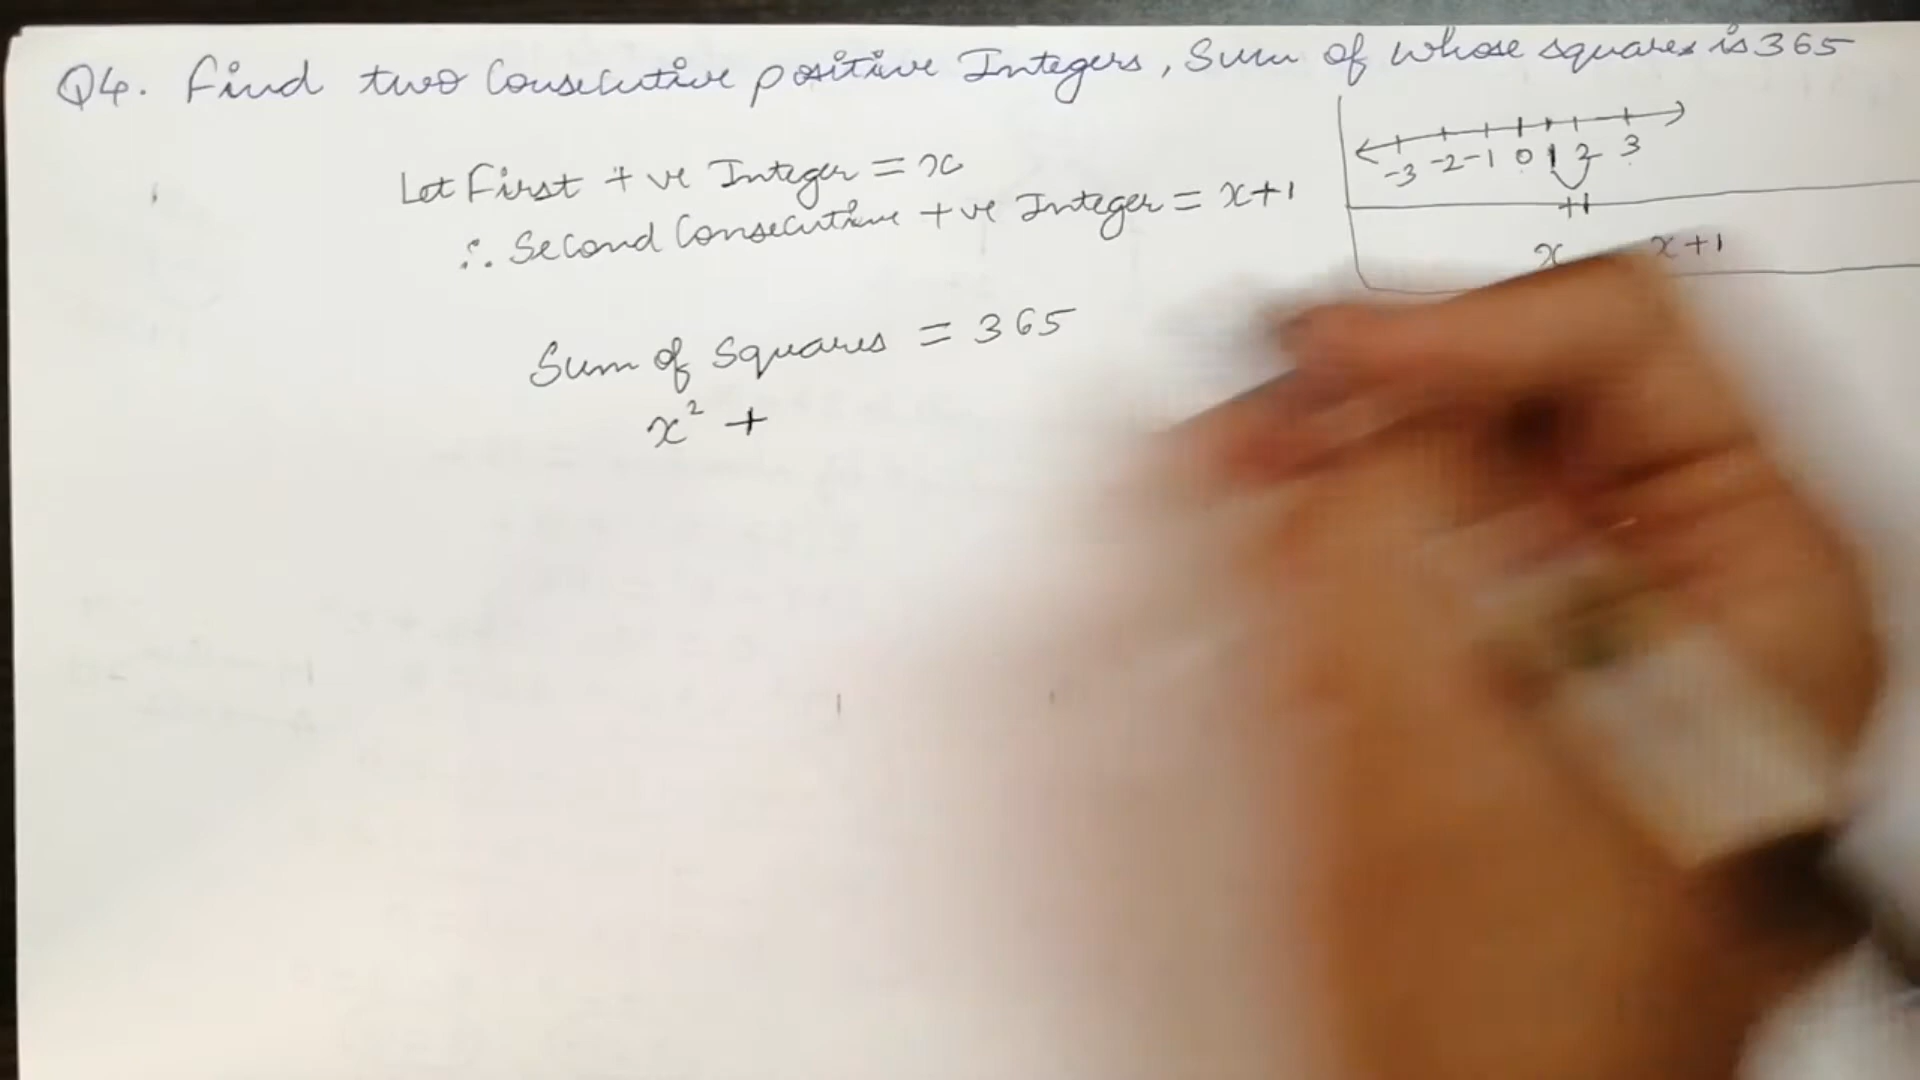 Q4. Find two Consecutive positive Integers, Sum of whose squares is 365
-3 -2 -1 0 1 2 3
+1
x x+1
Let First +ve Integer = x
∴ Second Consecutive +ve Integer = x+1
Sum of Squares = 365
x² +